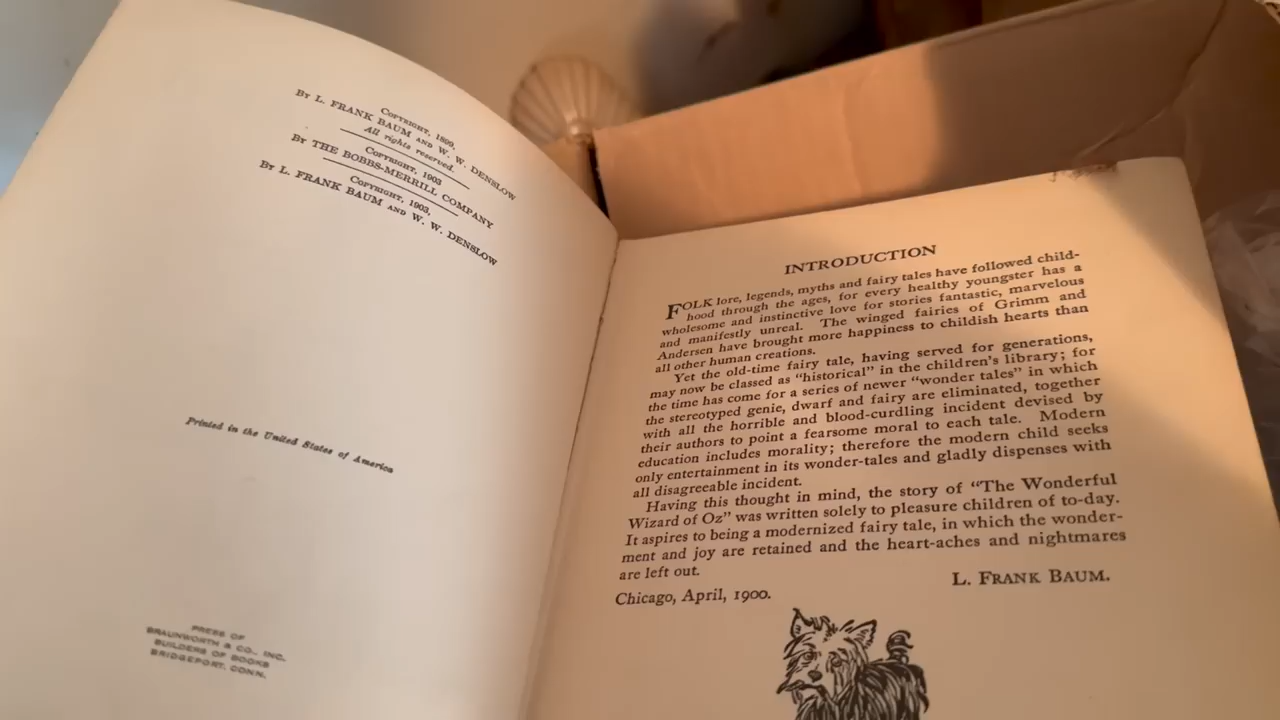 COPYRIGHT, 1899,
BY L. FRANK BAUM AND W. W. DENSLOW
All rights reserved.
COPYRIGHT, 1903
BY THE BOBBS-MERRILL COMPANY
COPYRIGHT, 1903,
BY L. FRANK BAUM AND W. W. DENSLOW
Printed in the United States of America
PRESS OF
BRAUNWORTH & CO., INC.
BUILDERS OF BOOKS
BRIDGEPORT, CONN.
INTRODUCTION
FOLK lore, legends, myths and fairy tales have followed child-
hood through the ages, for every healthy youngster has a
wholesome and instinctive love for stories fantastic, marvelous
and manifestly unreal. The winged fairies of Grimm and
Andersen have brought more happiness to childish hearts than
all other human creations.
Yet the old-time fairy tale, having served for generations,
may now be classed as “historical” in the children’s library; for
the time has come for a series of newer “wonder tales” in which
the stereotyped genie, dwarf and fairy are eliminated, together
with all the horrible and blood-curdling incident devised by
their authors to point a fearsome moral to each tale. Modern
education includes morality; therefore the modern child seeks
only entertainment in its wonder-tales and gladly dispenses with
all disagreeable incident.
Having this thought in mind, the story of “The Wonderful
Wizard of Oz” was written solely to pleasure children of to-day.
It aspires to being a modernized fairy tale, in which the wonder-
ment and joy are retained and the heart-aches and nightmares
are left out.
L. FRANK BAUM.
Chicago, April, 1900.